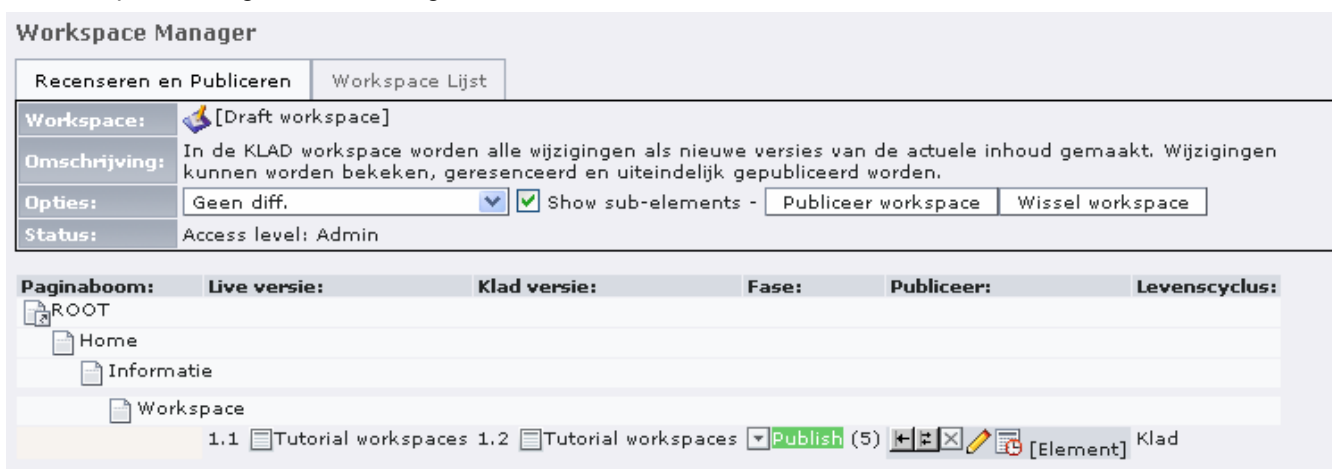 Workspace Manager
Recenseren en Publiceren Workspace Lijst
Workspace: [Draft workspace]
Omschrijving: In de KLAD workspace worden alle wijzigingen als nieuwe versies van de actuele inhoud gemaakt. Wijzigingen
kunnen worden bekeken, geresenceerd en uiteindelijk gepubliceerd worden.
Opties: Geen diff. Show sub-elements - Publiceer workspace Wissel workspace
Status: Access level: Admin
Paginaboom: Live versie: Klad versie: Fase: Publiceer: Levenscyclus:
ROOT
Home
Informatie
Workspace
1.1 Tutorial workspaces 1.2 Tutorial workspaces Publish (5) [Element] Klad